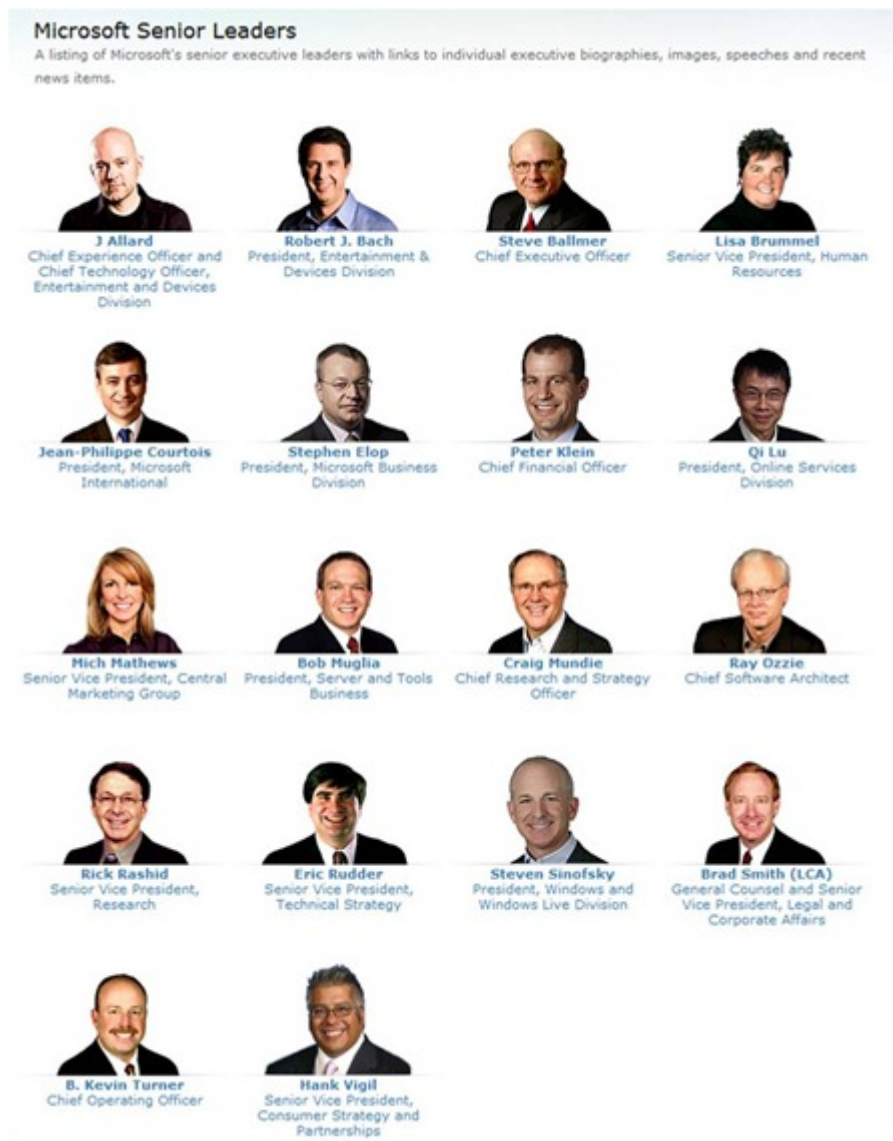 Microsoft Senior Leaders
A listing of Microsoft's senior executive leaders with links to individual executive biographies, images, speeches and recent
news items.
J Allard
Chief Experience Officer and
Chief Technology Officer,
Entertainment and Devices
Division
Robert J. Bach
President, Entertainment &
Devices Division
Steve Ballmer
Chief Executive Officer
Lisa Brummel
Senior Vice President, Human
Resources
Jean-Philippe Courtois
President, Microsoft
International
Stephen Elop
President, Microsoft Business
Division
Peter Klein
Chief Financial Officer
Qi Lu
President, Online Services
Division
Mich Mathews
Senior Vice President, Central
Marketing Group
Bob Muglia
President, Server and Tools
Business
Craig Mundie
Chief Research and Strategy
Officer
Ray Ozzie
Chief Software Architect
Rick Rashid
Senior Vice President,
Research
Eric Rudder
Senior Vice President,
Technical Strategy
Steven Sinofsky
President, Windows and
Windows Live Division
Brad Smith (LCA)
General Counsel and Senior
Vice President, Legal and
Corporate Affairs
B. Kevin Turner
Chief Operating Officer
Hank Vigil
Senior Vice President,
Consumer Strategy and
Partnerships